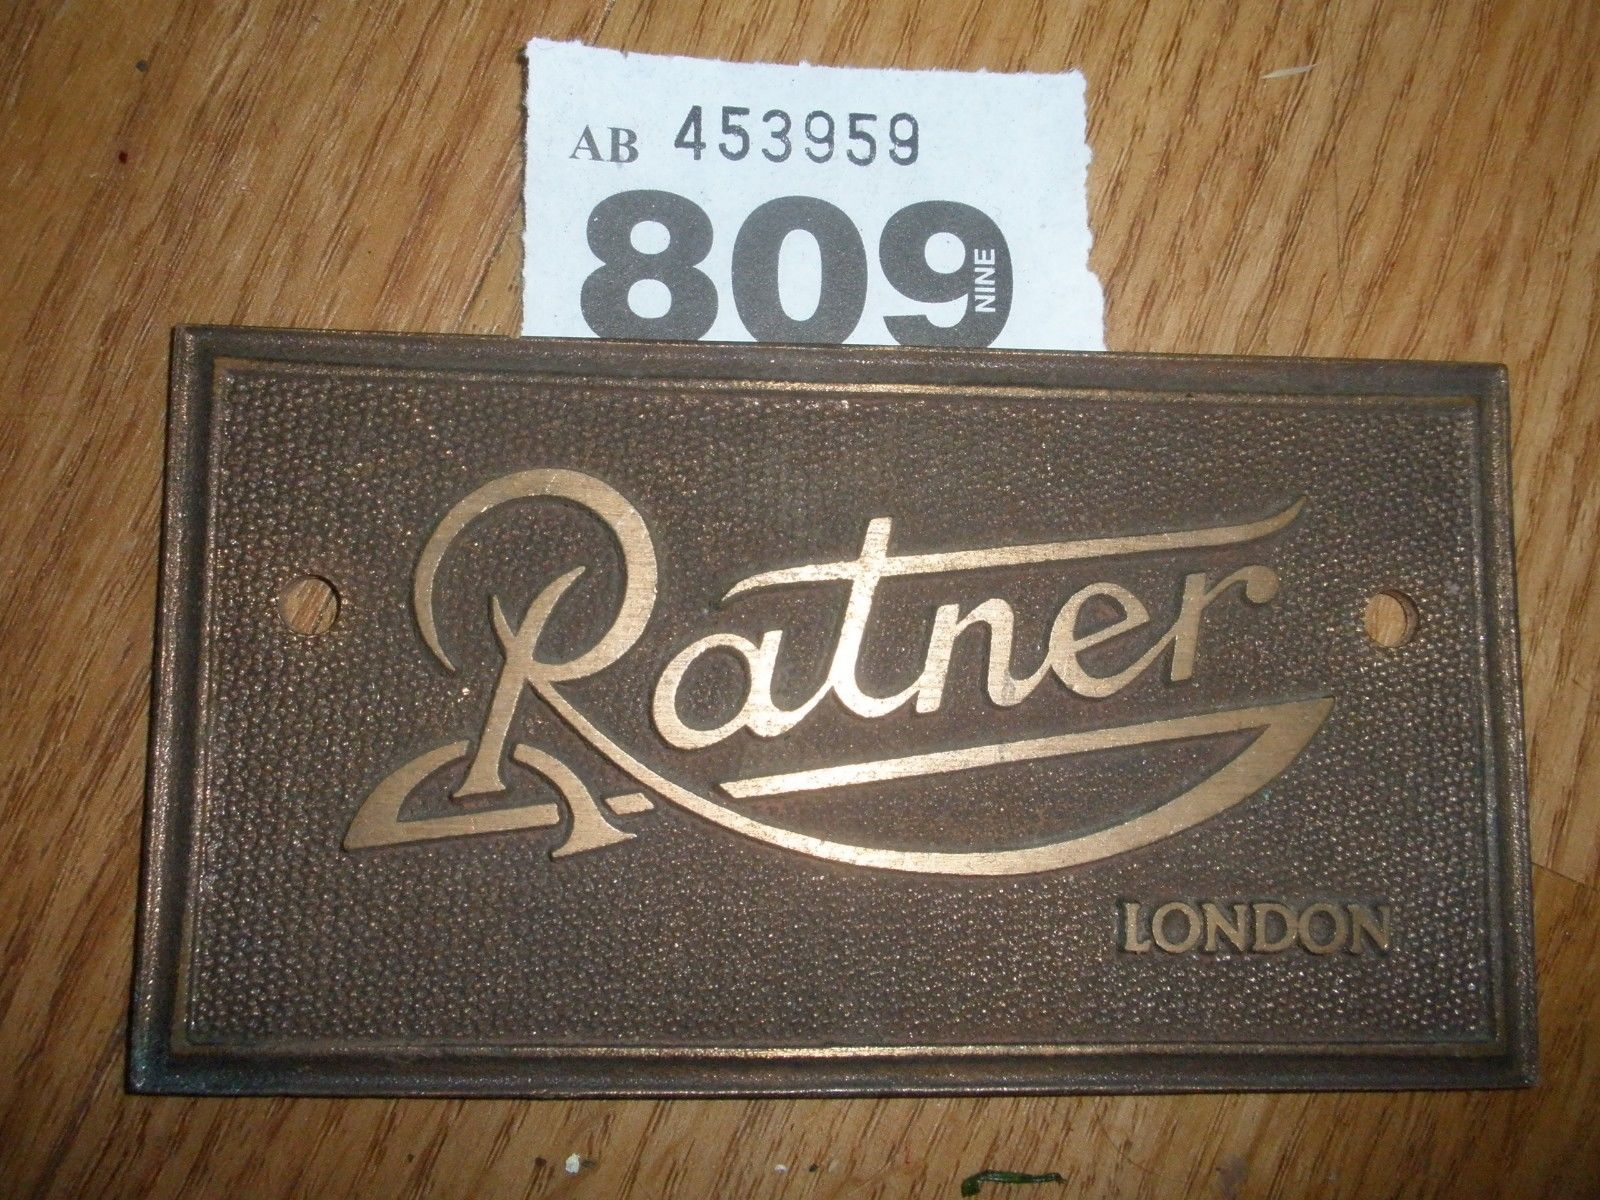 AB 453959
809
NINE
Ratner
LONDON